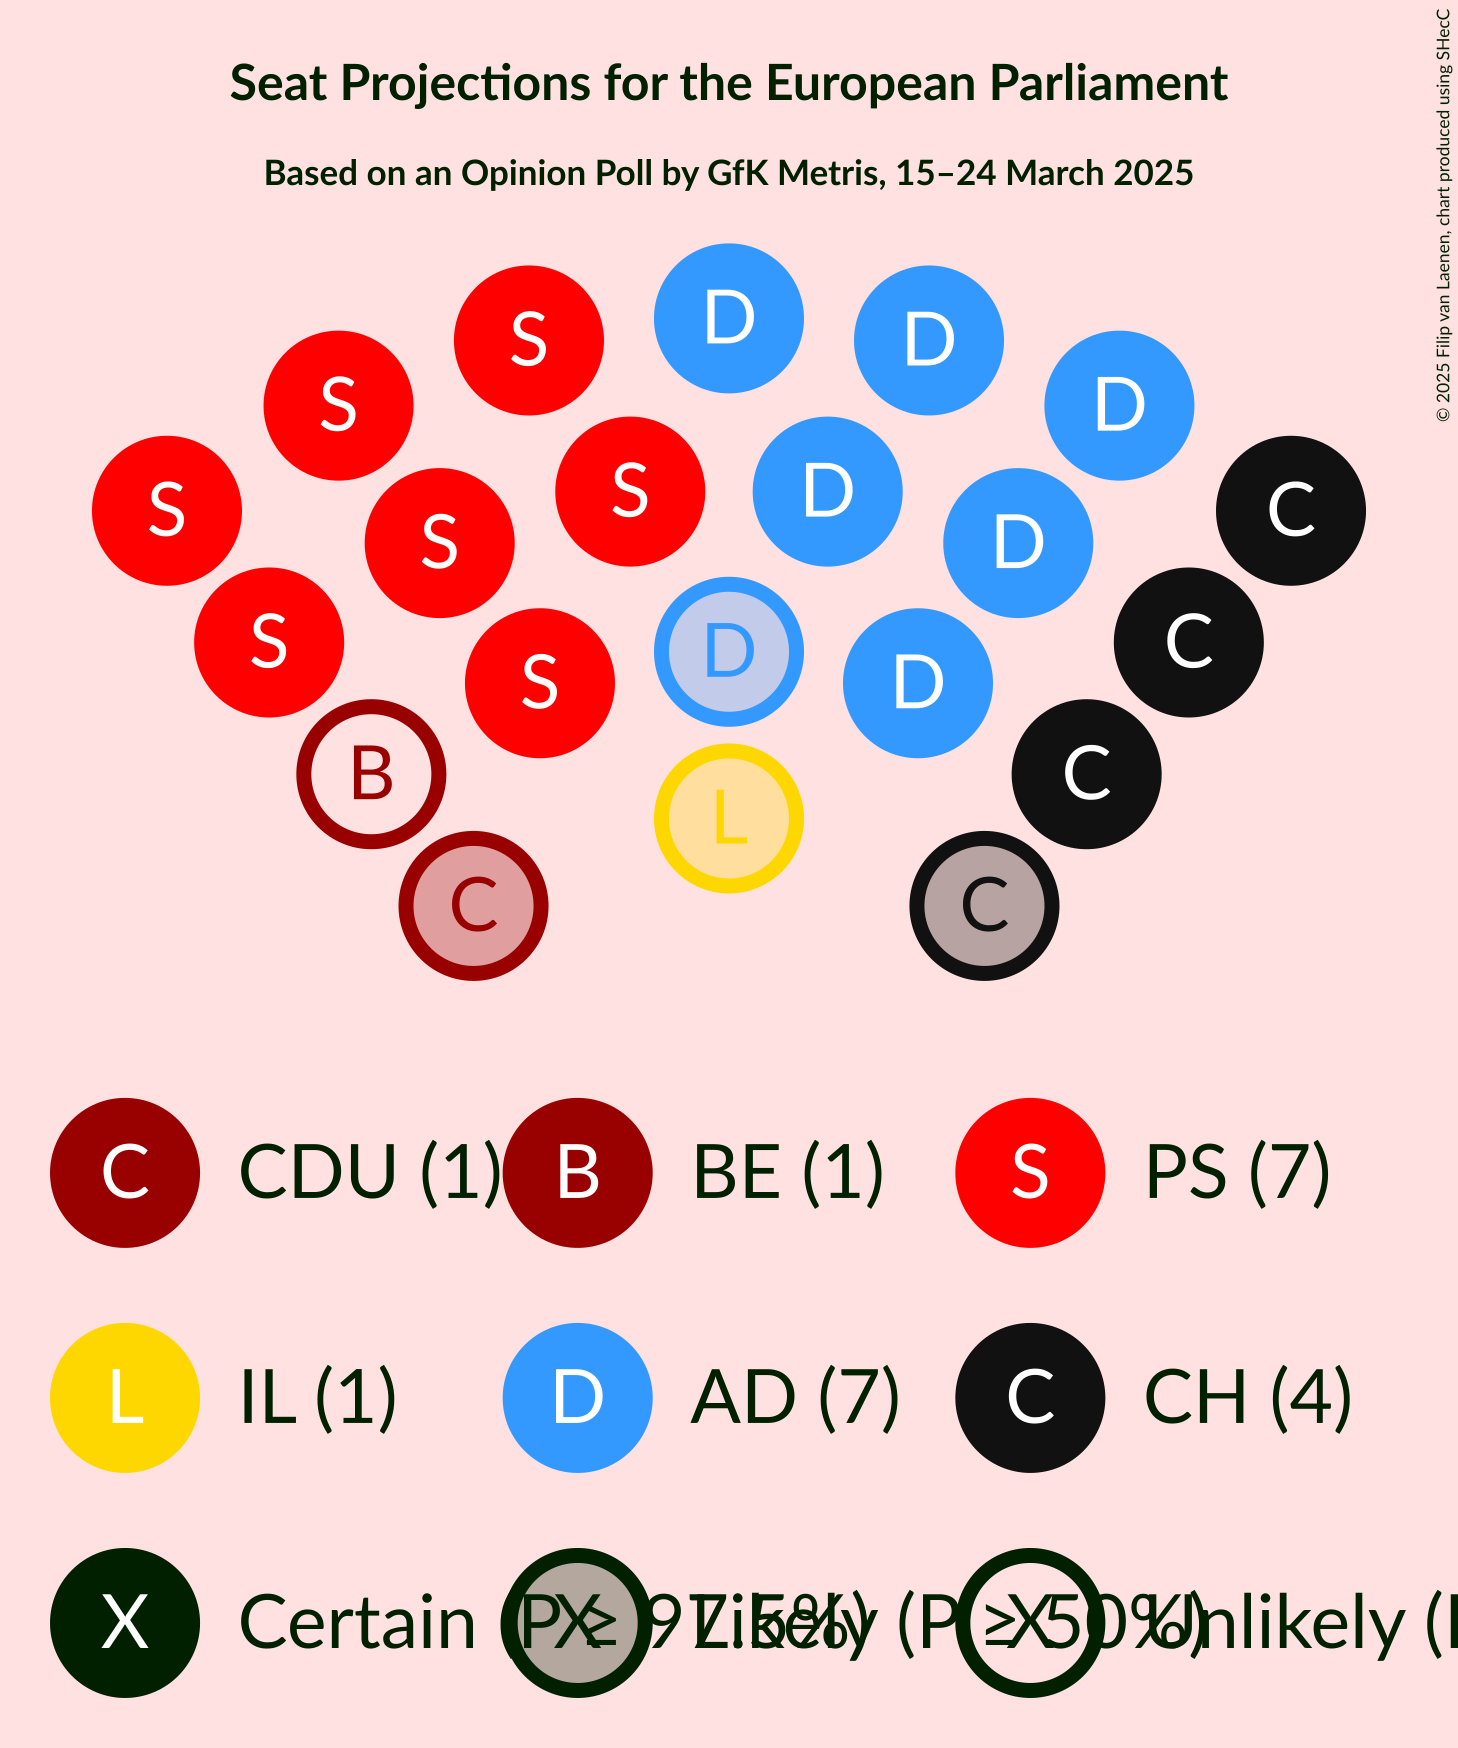 Seat Projections for the European Parliament
Based on an Opinion Poll by GfK Metris, 15–24 March 2025
© 2025 Filip van Laenen, chart produced using SHecC
D
S D
S D
S S D C
S D
S D C
S D
B C
L
C C
C CDU (1) B BE (1) S PS (7)
L IL (1) D AD (7) C CH (4)
X Certain (P ≥ 97.5%) X Likely (P ≥ 50%) X Unlikely (